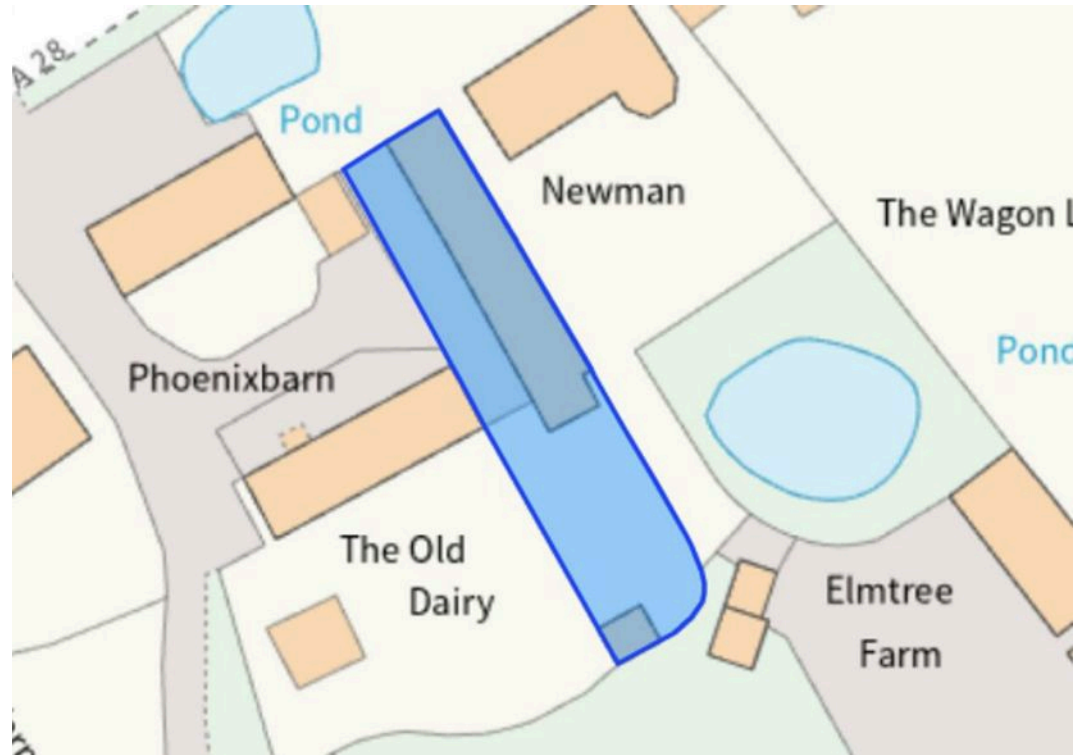 A 28
Pond
Newman
The Wagon L
Pond
Phoenixbarn
The Old
Dairy
Elmtree
Farm